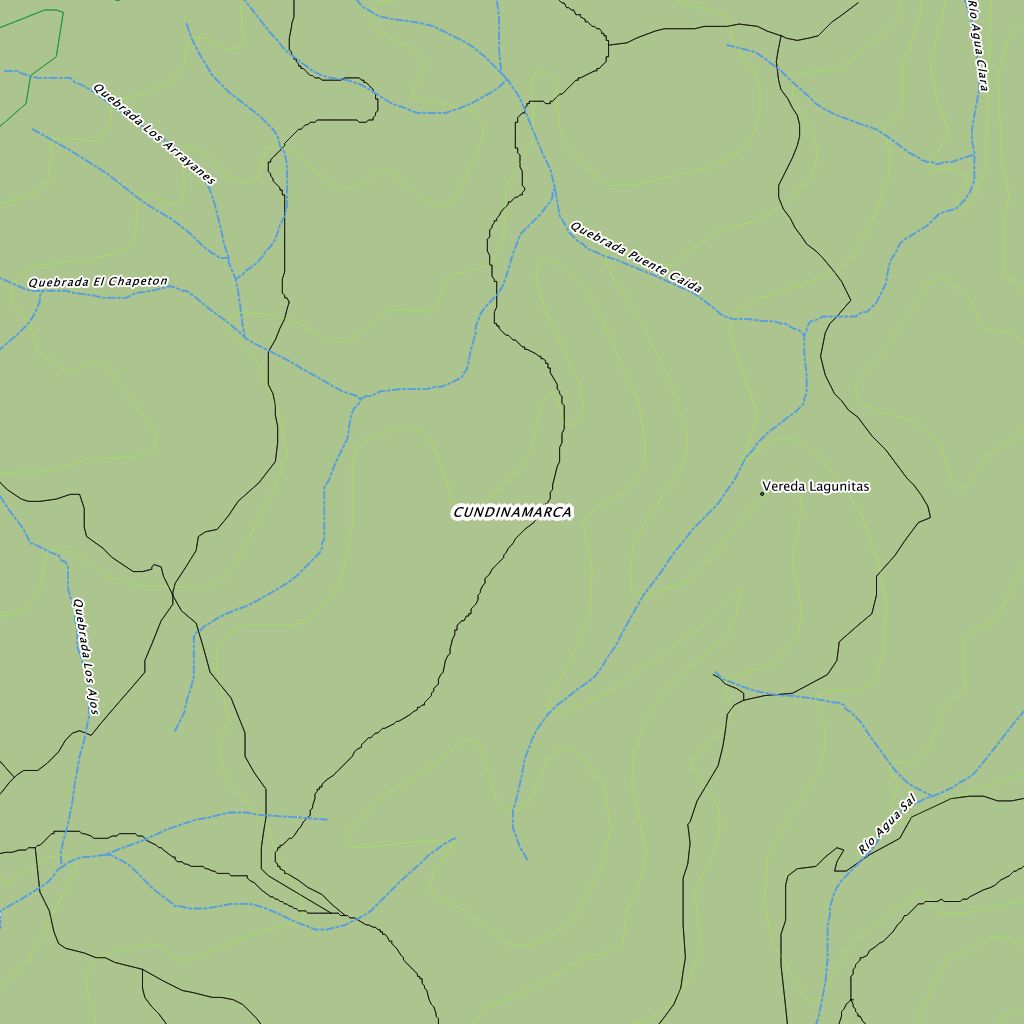 Río Agua Clara
Quebrada Los Arrayanes
Quebrada Puente Caida
Quebrada El Chapeton
Vereda Lagunitas
CUNDINAMARCA
Quebrada Los Ajos
Río Agua Sal